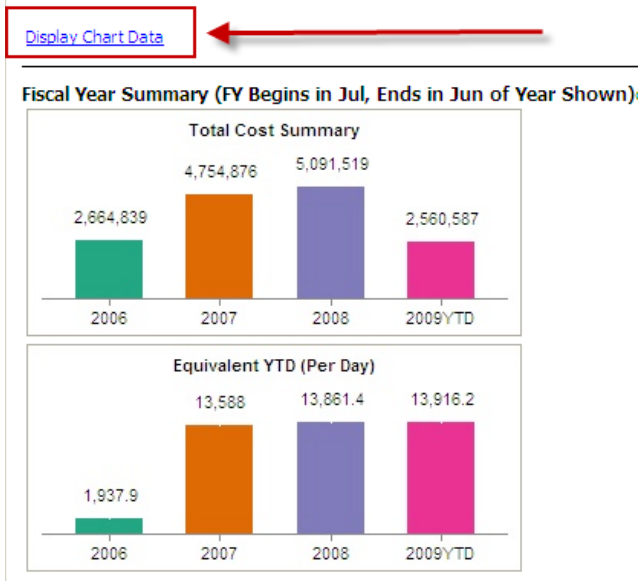 Display Chart Data
Fiscal Year Summary (FY Begins in Jul, Ends in Jun of Year Shown)
Total Cost Summary
2,664,839 4,754,876 5,091,519 2,560,587
2006 2007 2008 2009YTD
Equivalent YTD (Per Day)
1,937.9 13,588 13,861.4 13,916.2
2006 2007 2008 2009YTD